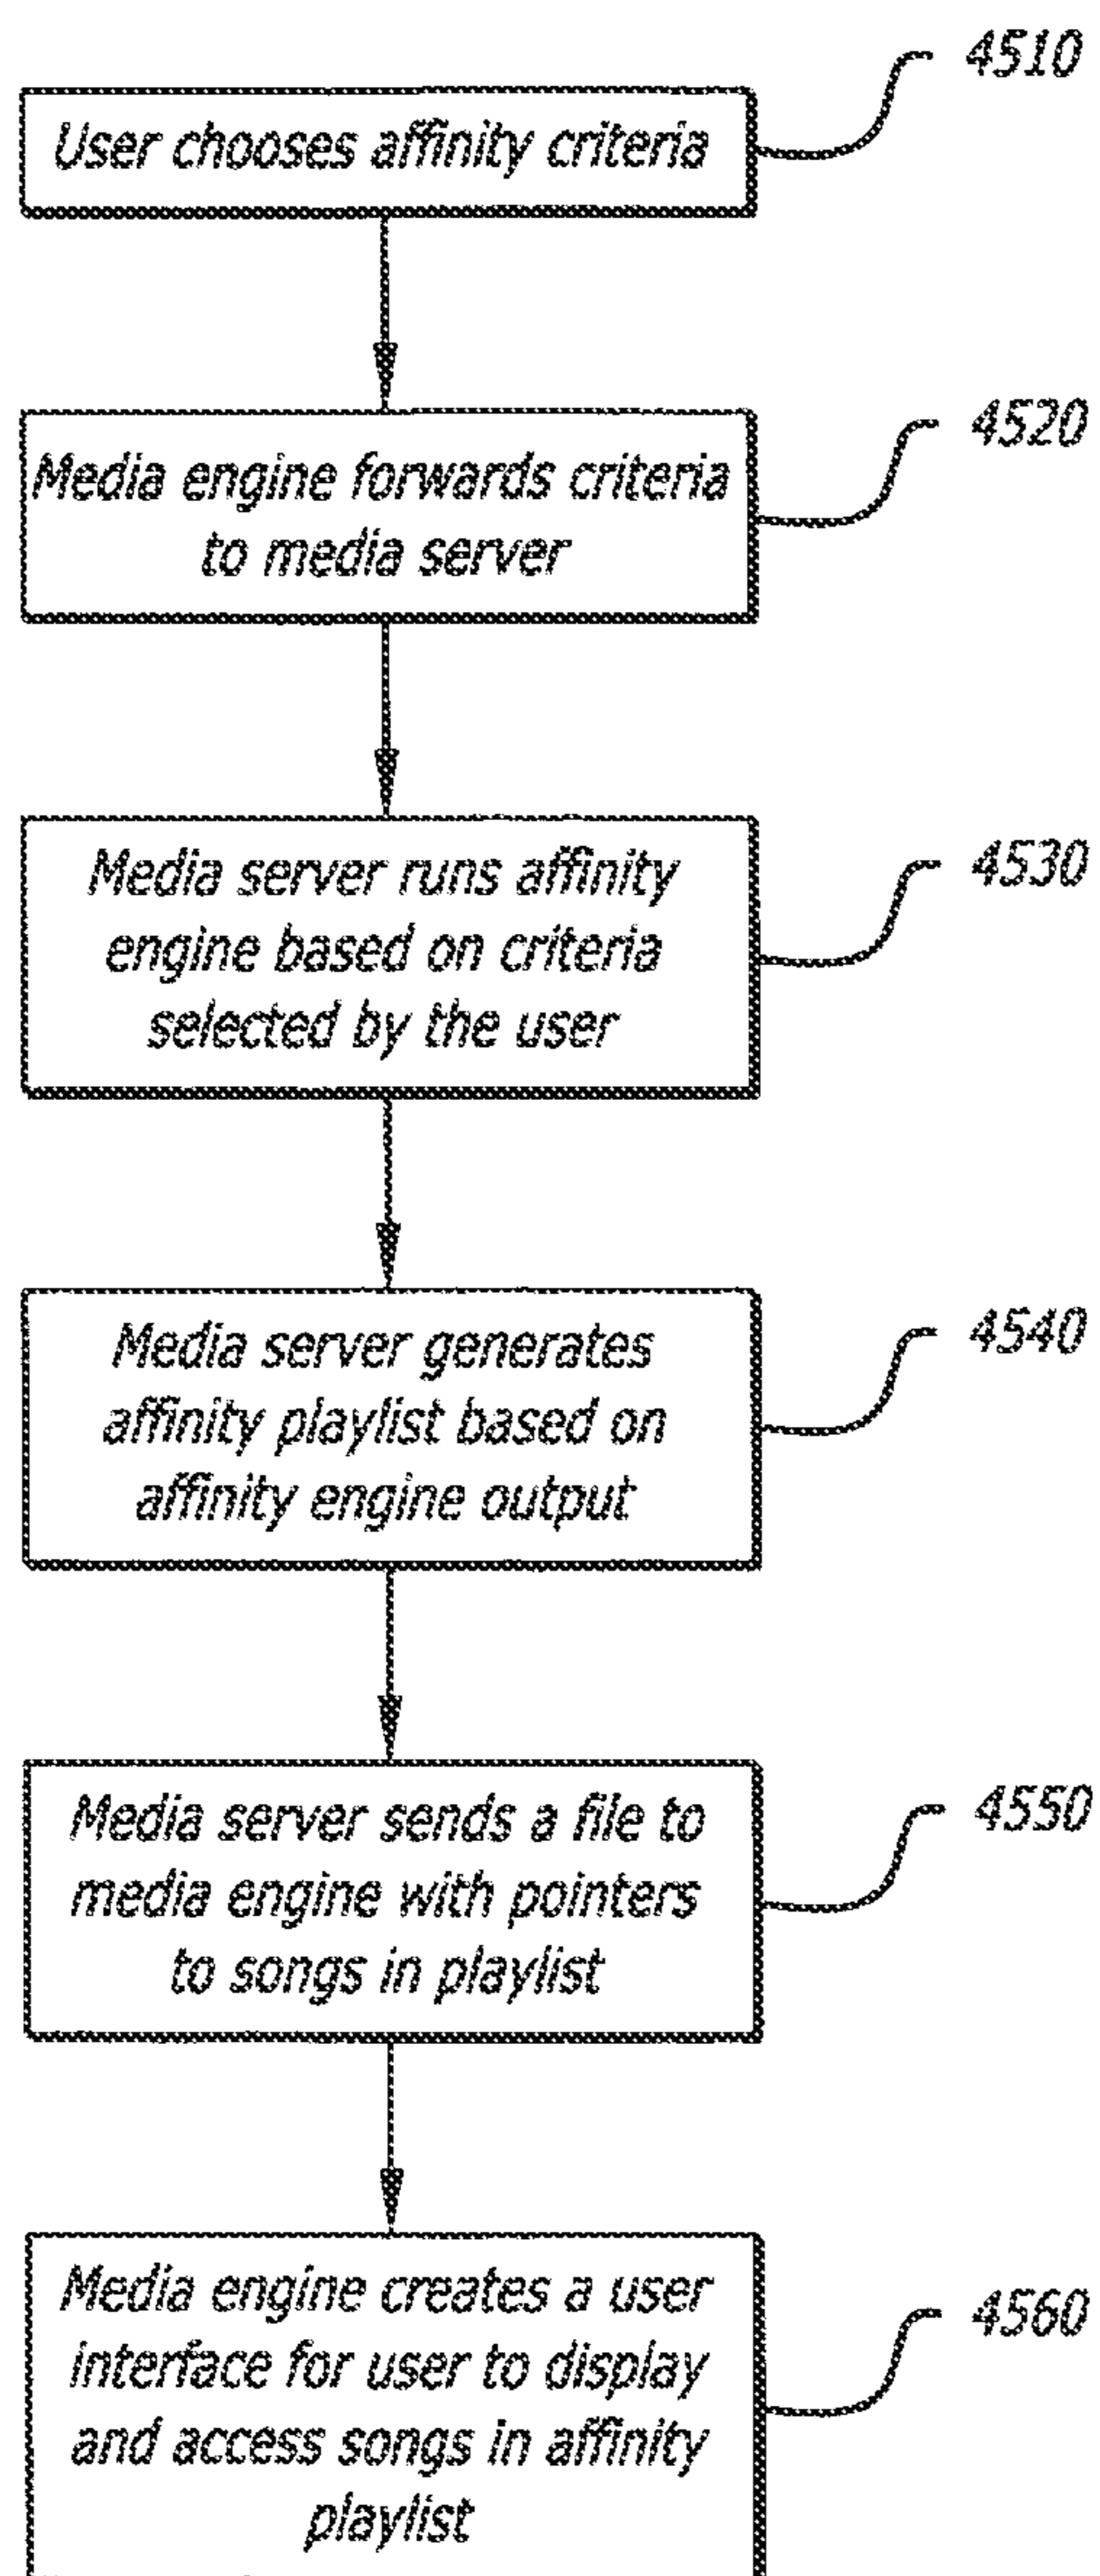 4510
User chooses affinity criteria
4520
Media engine forwards criteria
to media server
4530
Media server runs affinity
engine based on criteria
selected by the user
4540
Media server generates
affinity playlist based on
affinity engine output
4550
Media server sends a file to
media engine with pointers
to songs in playlist
4560
Media engine creates a user
interface for user to display
and access songs in affinity
playlist